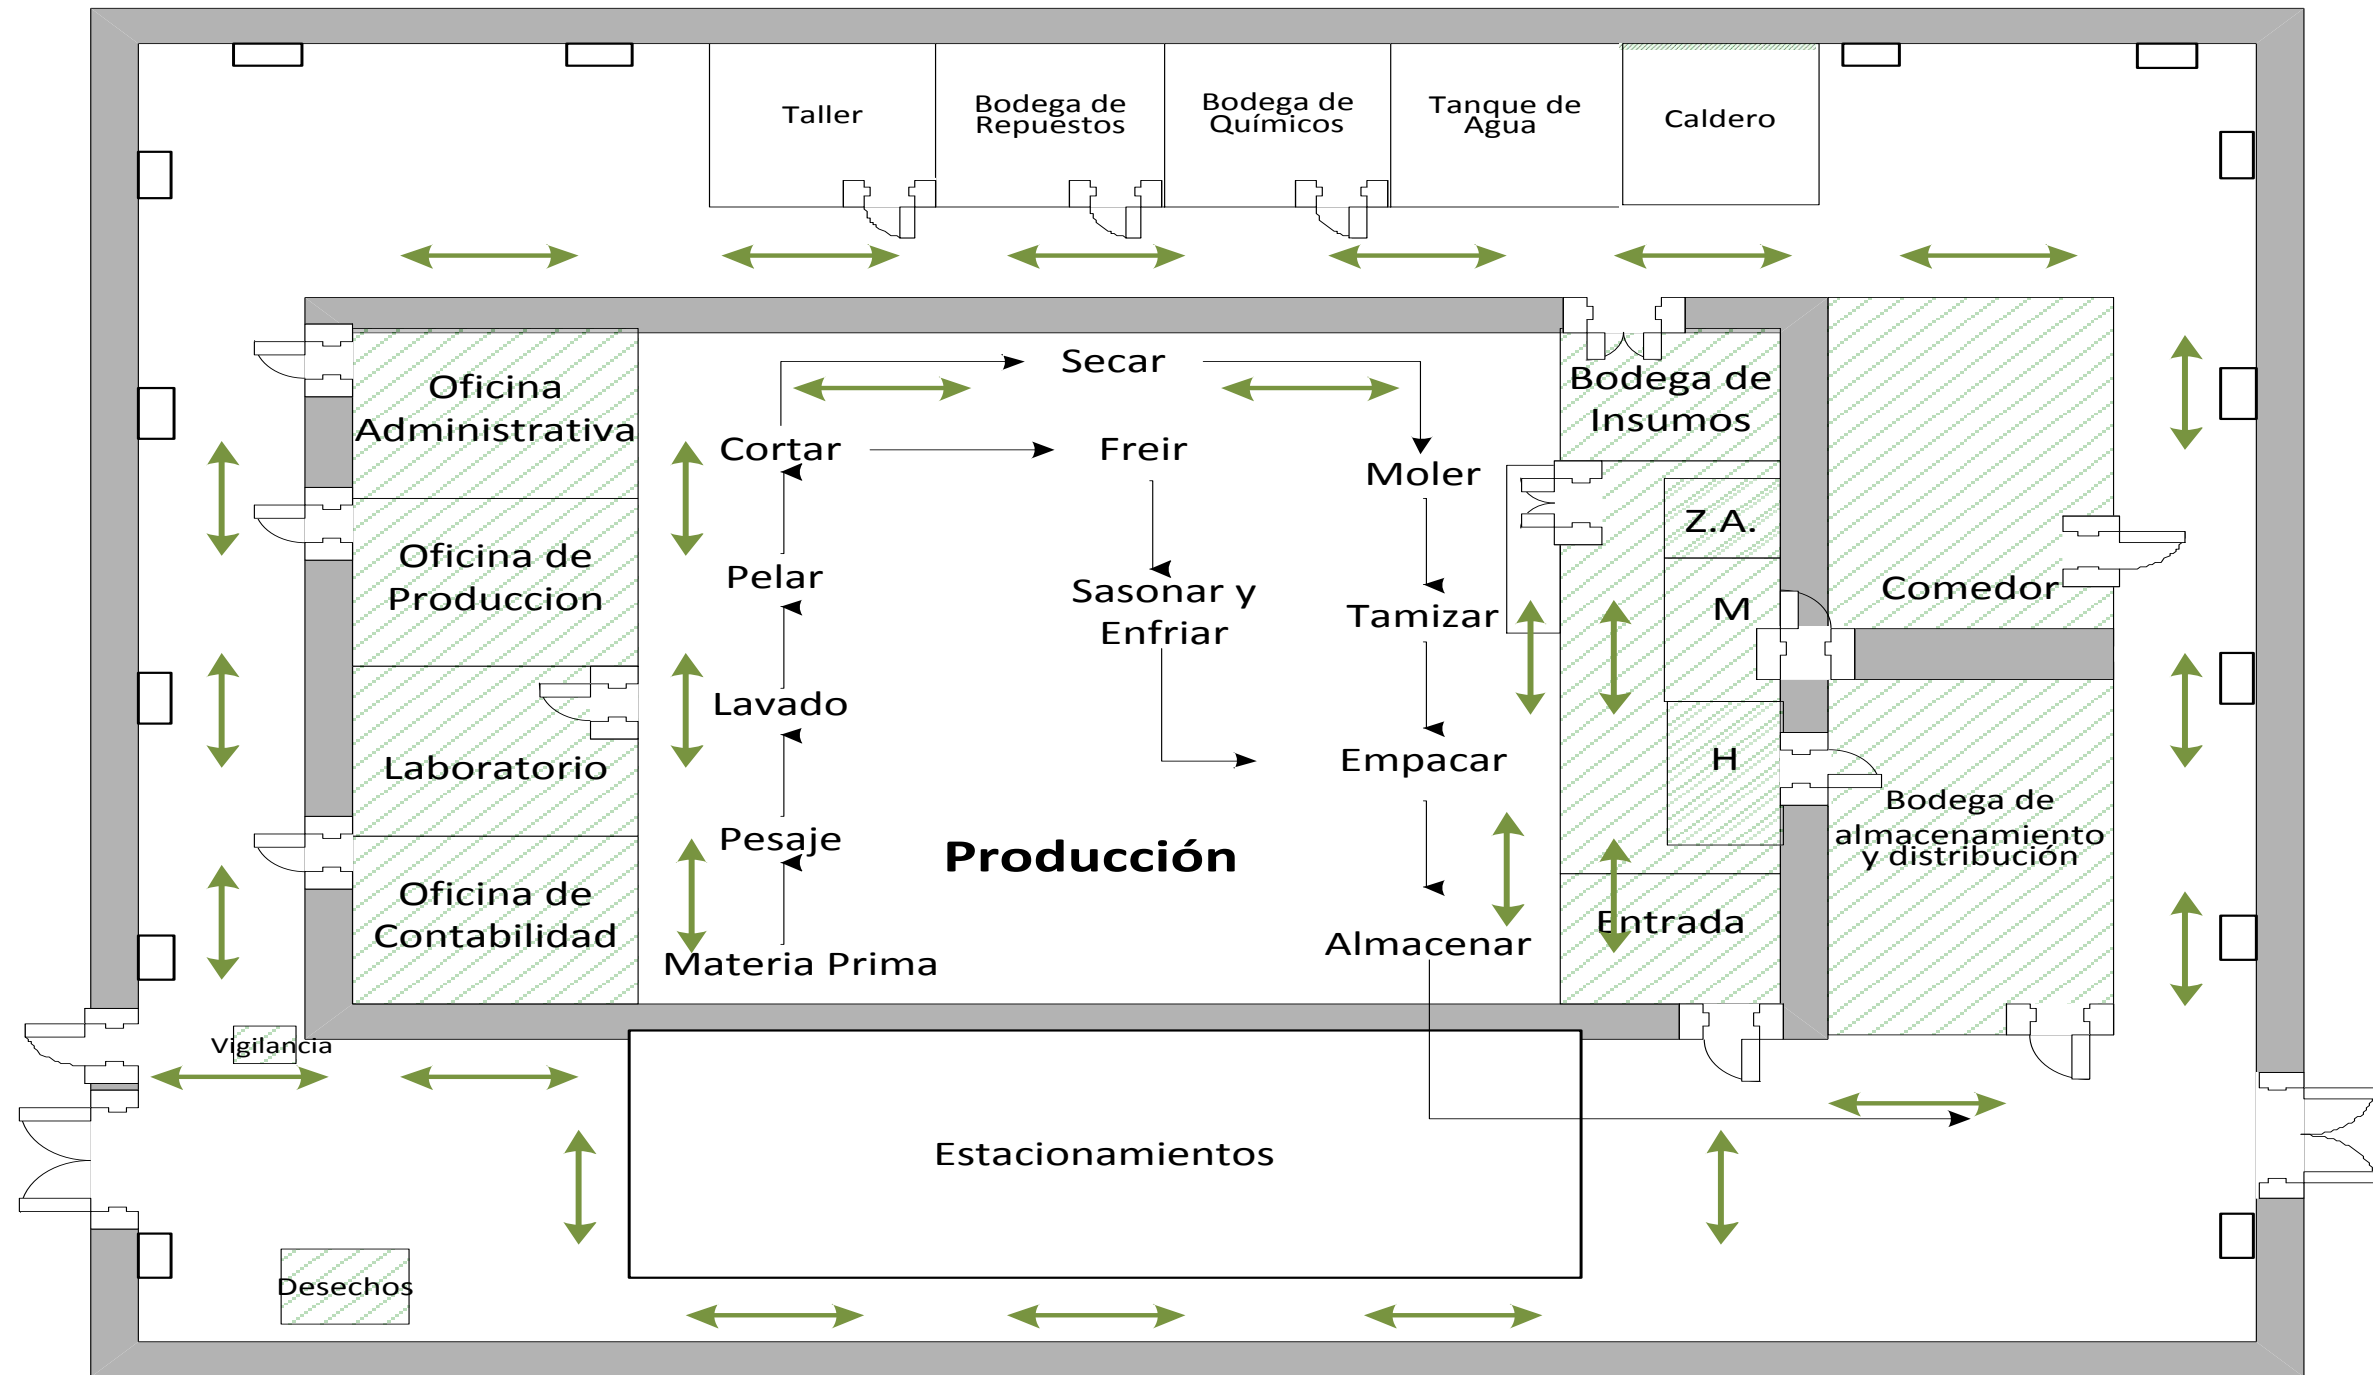 Taller
Bodega de
Repuestos
Bodega de
Químicos
Tanque de
Agua
Caldero
Oficina
Administrativa
Oficina de
Produccion
Laboratorio
Oficina de
Contabilidad
Secar
Cortar
Freir
Moler
Pelar
Sasonar y
Enfriar
Tamizar
Lavado
Empacar
Pesaje
Producción
Materia Prima
Almacenar
Bodega de
Insumos
Z.A.
M
H
Entrada
Comedor
Bodega de
almacenamiento
y distribución
Vigilancia
Estacionamientos
Desechos